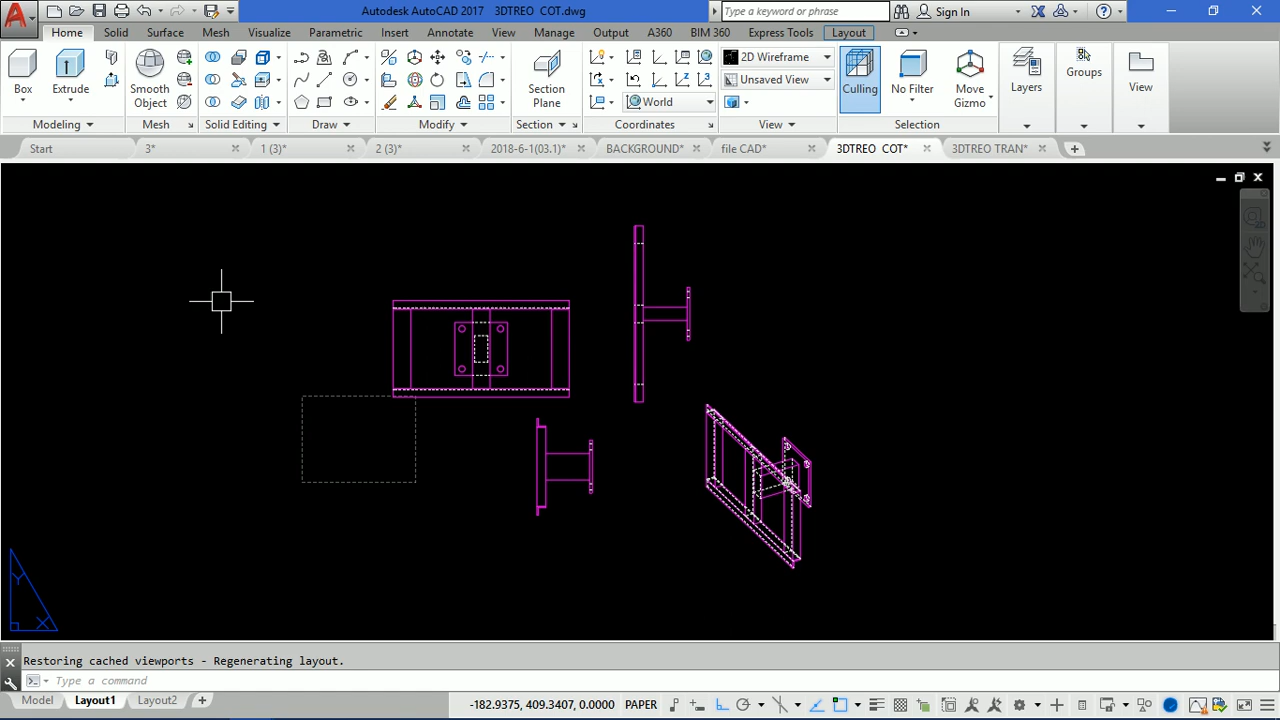 Autodesk AutoCAD 2017   3DTREO  COT.dwg
Type a keyword or phrase
Sign In
Home Solid Surface Mesh Visualize Parametric Insert Annotate View Manage Output A360 BIM 360 Express Tools Layout
Box
Extrude
Smooth
Object
Section
Plane
2D Wireframe
Unsaved View
World
Culling
No Filter
Move
Gizmo
Layers
Groups
View
Modeling Mesh Solid Editing Draw Modify Section Coordinates View Selection
Start 3* 1 (3)* 2 (3)* 2018-6-1(03.1)* BACKGROUND* file CAD* 3DTREO  COT* 3DTREO TRAN*
Y
X
Restoring cached viewports - Regenerating layout.
Type a command
Model Layout1 Layout2 +
-182.9375, 409.3407, 0.0000 PAPER